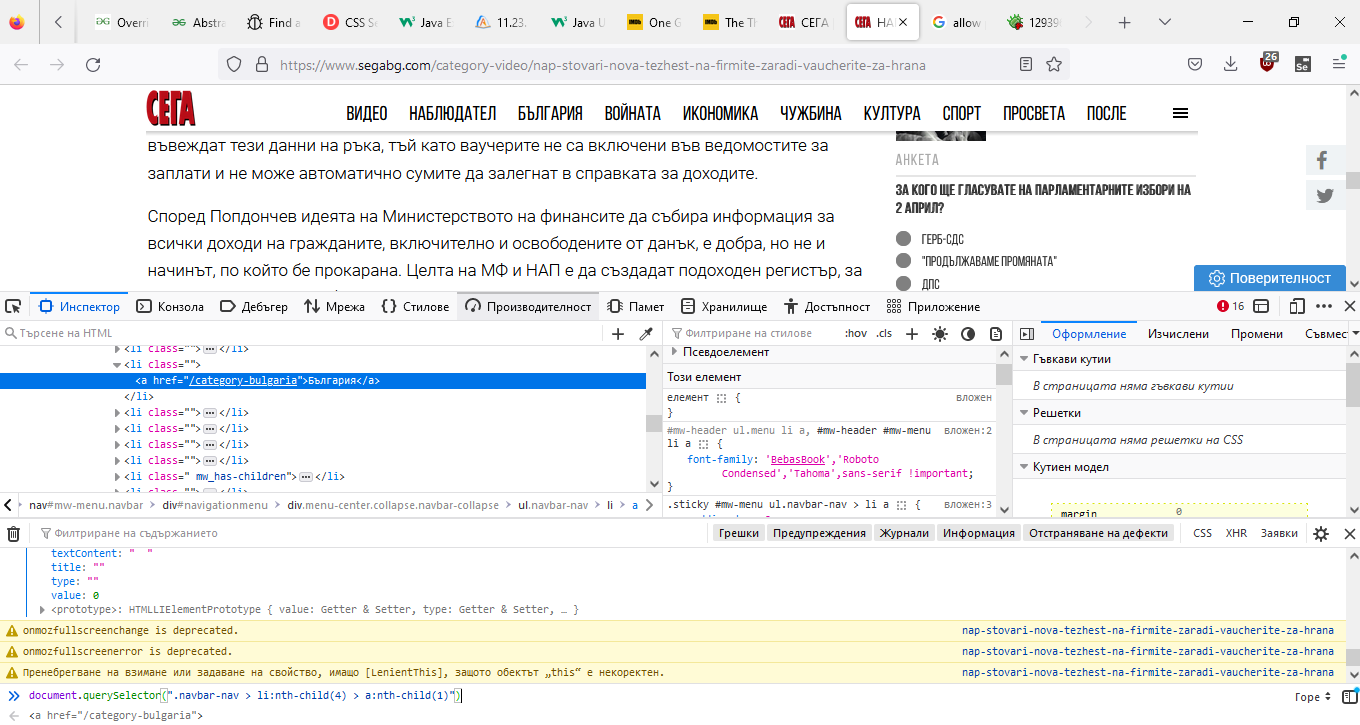 Overri
Abstra
Find a
CSS Se
Java E
11.23.
Java U
One G
The Th
СЕГА
НАП
allow
12939
https://www.segabg.com/category-video/nap-stovari-nova-tezhest-na-firmite-zaradi-vaucherite-za-hrana
26
Se
СЕГА
ВИДЕО НАБЛЮДАТЕЛ БЪЛГАРИЯ ВОЙНАТА ИКОНОМИКА ЧУЖБИНА КУЛТУРА СПОРТ ПРОСВЕТА ПОСЛЕ
въвеждат тези данни на ръка, тъй като ваучерите не са включени във ведомостите за
заплати и не може автоматично сумите да залегнат в справката за доходите.
Според Попдончев идеята на Министерството на финансите да събира информация за
всички доходи на гражданите, включително и освободените от данък, е добра, но не и
начинът, по който бе прокарана. Целта на МФ и НАП е да създадат подоходен регистър, за
АНКЕТА
ЗА КОГО ЩЕ ГЛАСУВАТЕ НА ПАРЛАМЕНТАРНИТЕ ИЗБОРИ НА
2 АПРИЛ?
ГЕРБ-СДС
"ПРОДЪЛЖАВАМЕ ПРОМЯНАТА"
ДПС
Поверителност
Инспектор Конзола Дебъгер Мрежа Стилове Производителност Памет Хранилище Достъпност Приложение 16
Търсене на HTML
<li class="">···</li>
<li class="">
<a href="/category-bulgaria">България</a>
</li>
<li class="">···</li>
<li class="">···</li>
<li class="">···</li>
<li class="">···</li>
<li class=" mw_has-children">···</li>
<li class="">···</li>
nav#mw-menu.navbar div#navigationmenu div.menu-center.collapse.navbar-collapse ul.navbar-nav li a
Филтриране на стилове :hov .cls
Псевдоелемент
Този елемент
елемент { вложен
}
#mw-header ul.menu li a, #mw-header #mw-menu вложен:2
li a {
font-family: 'BebasBook','Roboto
Condensed','Tahoma',sans-serif !important;
}
.sticky #mw-menu ul.navbar-nav > li a { вложен:3
Оформление Изчислени Промени Съвмест
Гъвкави кутии
В страницата няма гъвкави кутии
Решетки
В страницата няма решетки на CSS
Кутиен модел
margin 0
Филтриране на съдържанието
Грешки Предупреждения Журнали Информация Отстраняване на дефекти CSS XHR Заявки
textContent: " "
title: ""
type: ""
value: 0
<prototype>: HTMLLIElementPrototype { value: Getter & Setter, type: Getter & Setter, … }
onmozfullscreenchange is deprecated. nap-stovari-nova-tezhest-na-firmite-zaradi-vaucherite-za-hrana
onmozfullscreenerror is deprecated. nap-stovari-nova-tezhest-na-firmite-zaradi-vaucherite-za-hrana
Пренебрегване на взимане или задаване на свойство, имащо [LenientThis], защото обектът „this“ е некоректен. nap-stovari-nova-tezhest-na-firmite-zaradi-vaucherite-za-hrana
document.querySelector(".navbar-nav > li:nth-child(4) > a:nth-child(1)")
Горе
<a href="/category-bulgaria">